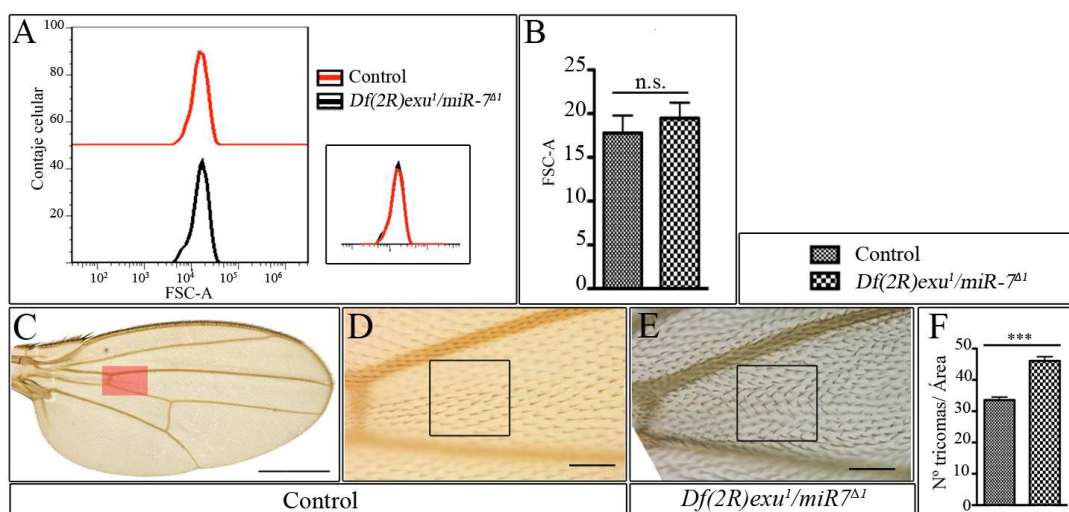 A
100
80
60
40
20
Contaje celular
10² 10³ 10⁴ 10⁵ 10⁶
FSC-A
Control
Df(2R)exu¹/miR-7^Δ1
B
25
20
15
10
5
0
FSC-A
n.s.
Control
Df(2R)exu¹/miR-7^Δ1
C
D
E
Control
Df(2R)exu¹/miR7^Δ1
F
50
40
30
20
10
0
Nº tricomas/ Área
***